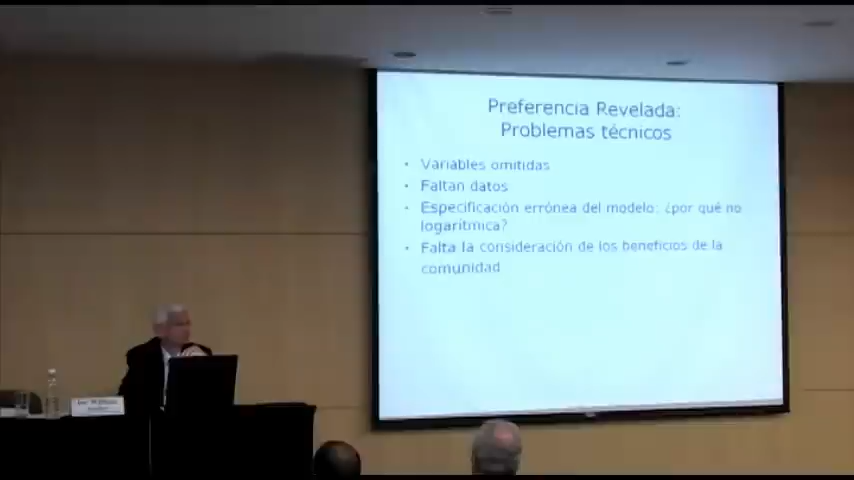 Preferencia Revelada:
Problemas técnicos
• Variables omitidas
• Faltan datos
• Especificación errónea del modelo: ¿por qué no
logarítmica?
• Falta la consideración de los beneficios de la
comunidad